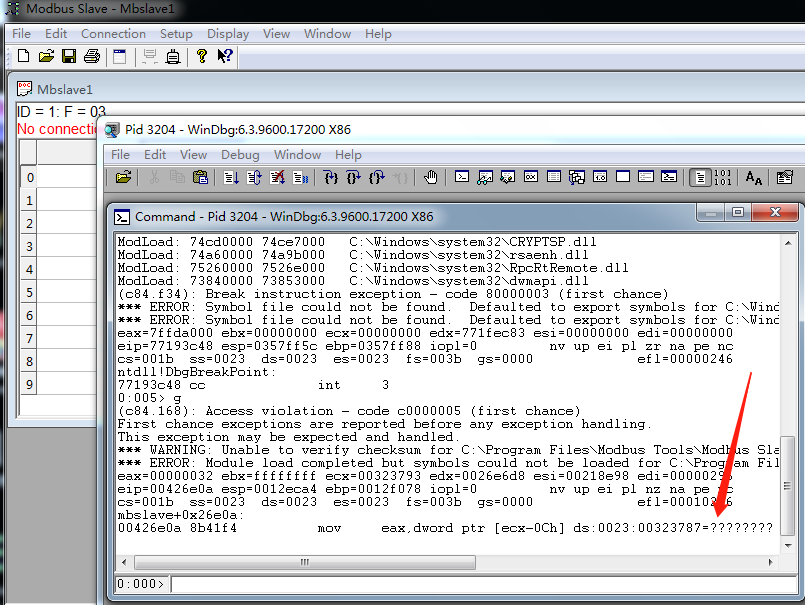 Modbus Slave - Mbslave1
File Edit Connection Setup Display View Window Help
Mbslave1
ID = 1: F = 03
No connecti
0
1
2
3
4
5
6
7
8
9
Pid 3204 - WinDbg:6.3.9600.17200 X86
File Edit View Debug Window Help
Command - Pid 3204 - WinDbg:6.3.9600.17200 X86
ModLoad: 74cd0000 74ce7000 C:\Windows\system32\CRYPTSP.dll
ModLoad: 74a60000 74a9b000 C:\Windows\system32\rsaenh.dll
ModLoad: 75260000 7526e000 C:\Windows\system32\RpcRtRemote.dll
ModLoad: 73840000 73853000 C:\Windows\system32\dwmapi.dll
(c84.f34): Break instruction exception - code 80000003 (first chance)
*** ERROR: Symbol file could not be found. Defaulted to export symbols for C:\Wind
*** ERROR: Symbol file could not be found. Defaulted to export symbols for C:\Wind
eax=7ffda000 ebx=00000000 ecx=00000000 edx=771fec83 esi=00000000 edi=00000000
eip=77193c48 esp=0357ff5c ebp=0357ff88 iopl=0 nv up ei pl zr na pe nc
cs=001b ss=0023 ds=0023 es=0023 fs=003b gs=0000 efl=00000246
ntdll!DbgBreakPoint:
77193c48 cc int 3
0:005> g
(c84.168): Access violation - code c0000005 (first chance)
First chance exceptions are reported before any exception handling.
This exception may be expected and handled.
*** WARNING: Unable to verify checksum for C:\Program Files\Modbus Tools\Modbus Sla
*** ERROR: Module load completed but symbols could not be loaded for C:\Program Fil
eax=00000032 ebx=ffffffff ecx=00323793 edx=0026e6d8 esi=00218e98 edi=00000296
eip=00426e0a esp=0012eca4 ebp=0012f078 iopl=0 nv up ei pl nz na pe nc
cs=001b ss=0023 ds=0023 es=0023 fs=003b gs=0000 efl=00010206
mbslave+0x26e0a:
00426e0a 8b41f4 mov eax,dword ptr [ecx-0Ch] ds:0023:00323787=????????
0:000>